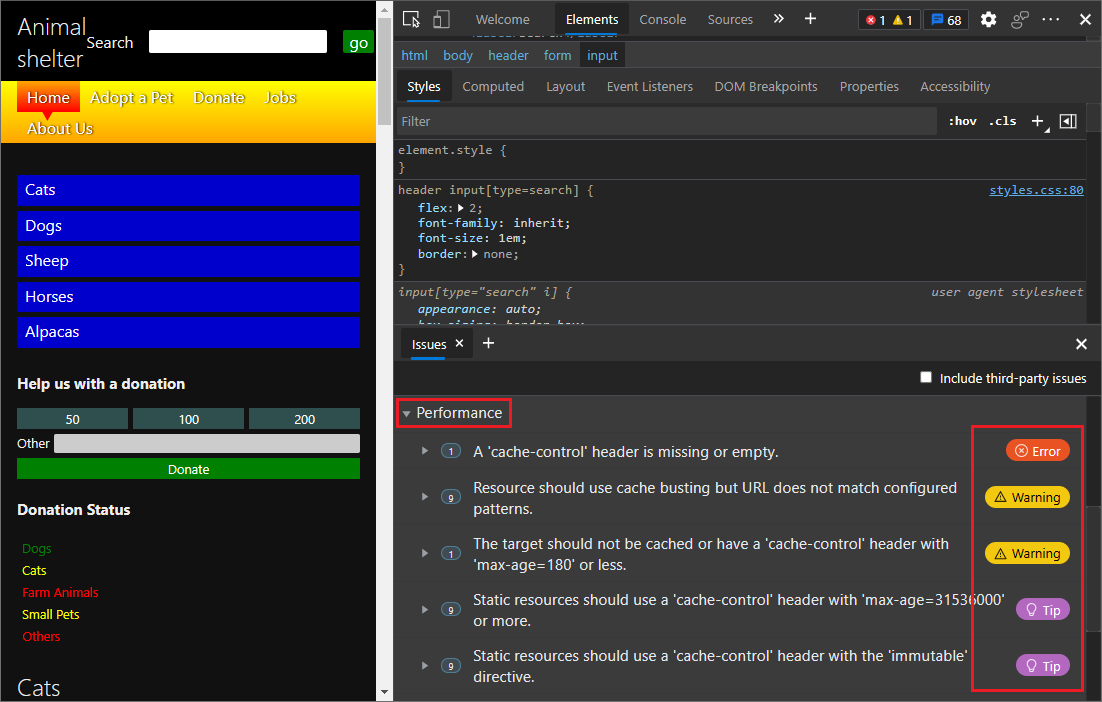 Animal
shelter
Search
go
Home
Adopt a Pet
Donate
Jobs
About Us
Cats
Dogs
Sheep
Horses
Alpacas
Help us with a donation
50
100
200
Other
Donate
Donation Status
Dogs
Cats
Farm Animals
Small Pets
Others
Cats
Welcome
Elements
Console
Sources
1
1
68
html
body
header
form
input
Styles
Computed
Layout
Event Listeners
DOM Breakpoints
Properties
Accessibility
Filter
:hov
.cls
element.style {
}
header input[type=search] {
styles.css:80
flex: 2;
font-family: inherit;
font-size: 1em;
border: none;
}
input[type="search" i] {
user agent stylesheet
appearance: auto;
Issues
Include third-party issues
Performance
1
A 'cache-control' header is missing or empty.
Error
9
Resource should use cache busting but URL does not match configured
patterns.
Warning
1
The target should not be cached or have a 'cache-control' header with
'max-age=180' or less.
Warning
9
Static resources should use a 'cache-control' header with 'max-age=31536000'
or more.
Tip
9
Static resources should use a 'cache-control' header with the 'immutable'
directive.
Tip